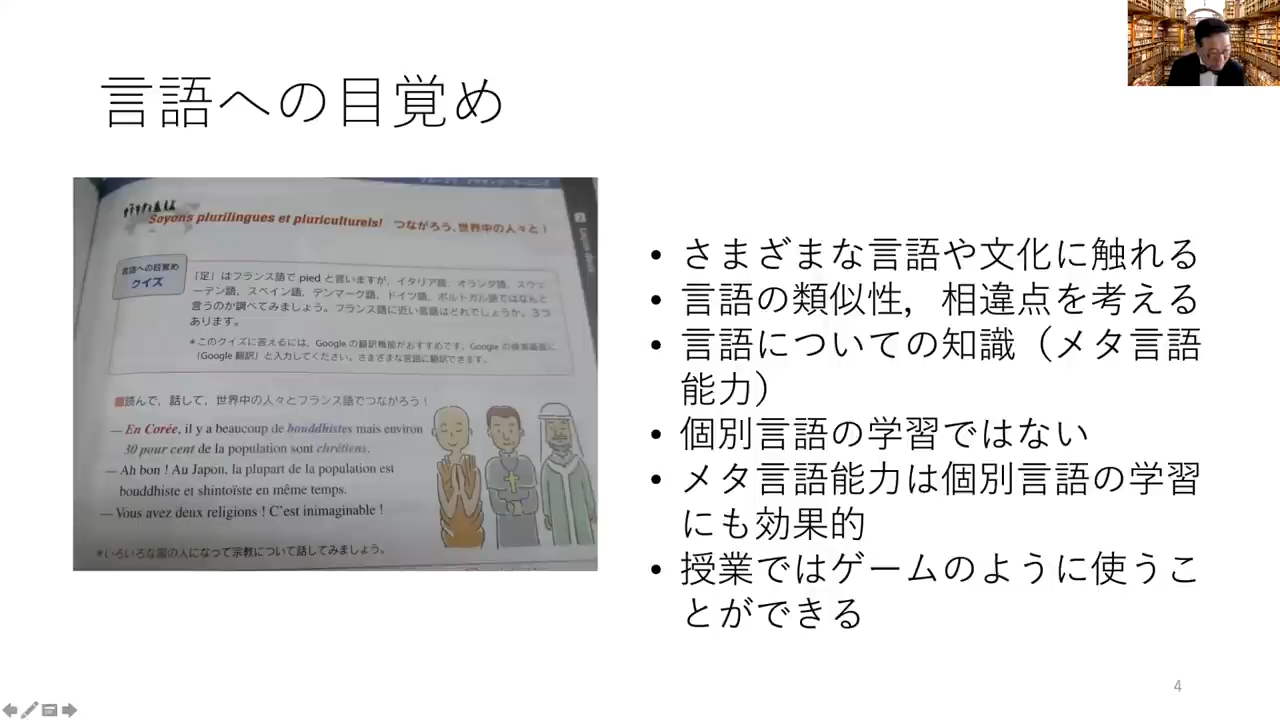 言語への目覚め
Soyons plurilingues et pluriculturels! つながろう、世界中の人々と!
言語への目覚め
クイズ
「足」はフランス語で pied と言いますが、イタリア語、オランダ語、スウェ
ーデン語、スペイン語、デンマーク語、ドイツ語、ポルトガル語ではなんと
言うのか調べてみましょう。フランス語に近い言語はどれでしょうか。3つ
あります。
*このクイズに答えるには、Google の翻訳機能がおすすめです。Google の検索画面に
「Google 翻訳」と入力してください。さまざまな言語に翻訳できます。
■読んで、話して、世界中の人々とフランス語でつながろう!
— En Corée, il y a beaucoup de bouddhistes mais environ
30 pour cent de la population sont chrétiens.
— Ah bon ! Au Japon, la plupart de la population est
bouddhiste et shintoïste en même temps.
— Vous avez deux religions ! C'est inimaginable !
*いろいろな国の人になって宗教について話してみましょう。
• さまざまな言語や文化に触れる
• 言語の類似性，相違点を考える
• 言語についての知識（メタ言語
能力）
• 個別言語の学習ではない
• メタ言語能力は個別言語の学習
にも効果的
• 授業ではゲームのように使うこ
とができる
4